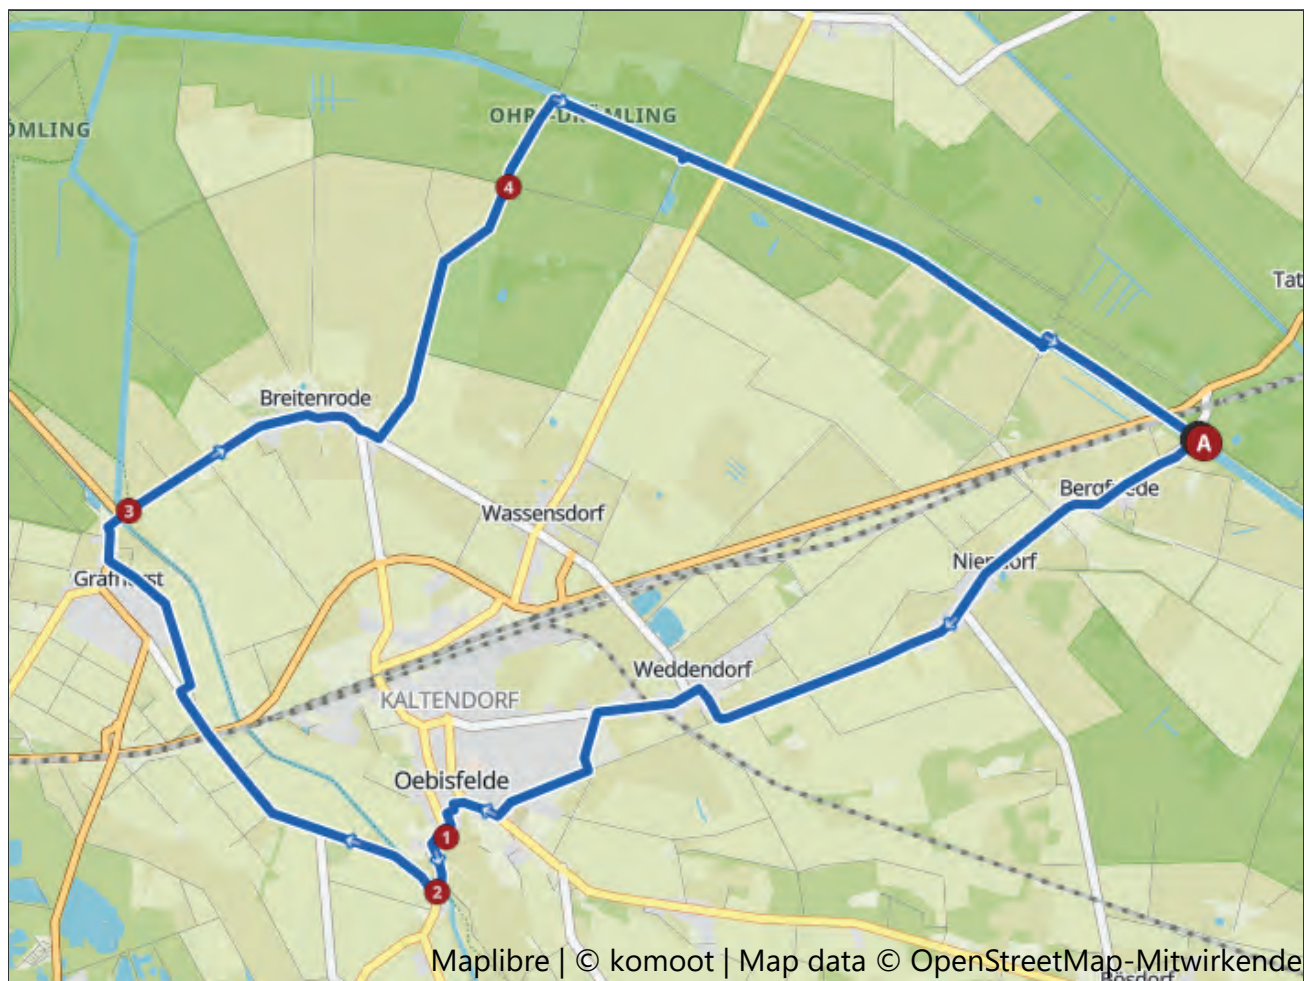 OHRE-DRÖMLING
ÖMLING
4
Tat
Breitenrode
A
Bergfriede
3
Wassensdorf
Niendorf
Grafhorst
Weddendorf
KALTENDORF
Oebisfelde
1
2
Maplibre | © komoot | Map data © OpenStreetMap-Mitwirkende
Bösdorf